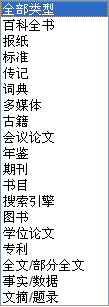 全部类型
百科全书
报纸
标准
传记
词典
多媒体
古籍
会议论文
年鉴
期刊
书目
搜索引擎
图书
学位论文
专利
全文/部分全文
事实/数据
文摘/题录